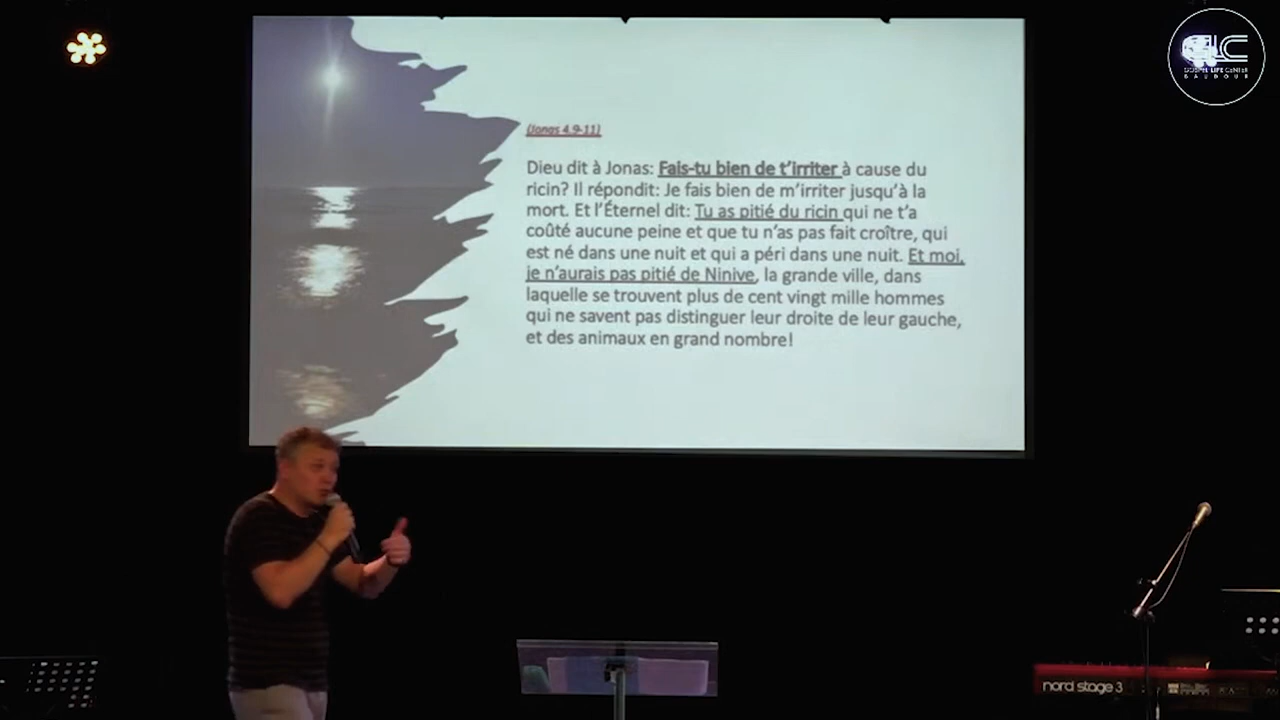 (Jonas 4.9-11)
Dieu dit à Jonas: Fais-tu bien de t'irriter à cause du
ricin? Il répondit: Je fais bien de m'irriter jusqu'à la
mort. Et l'Éternel dit: Tu as pitié du ricin qui ne t'a
coûté aucune peine et que tu n'as pas fait croître, qui
est né dans une nuit et qui a péri dans une nuit. Et moi,
je n'aurais pas pitié de Ninive, la grande ville, dans
laquelle se trouvent plus de cent vingt mille hommes
qui ne savent pas distinguer leur droite de leur gauche,
et des animaux en grand nombre!
GLC
GOSPEL LIFE CENTER
BAUDOUR
nord stage 3